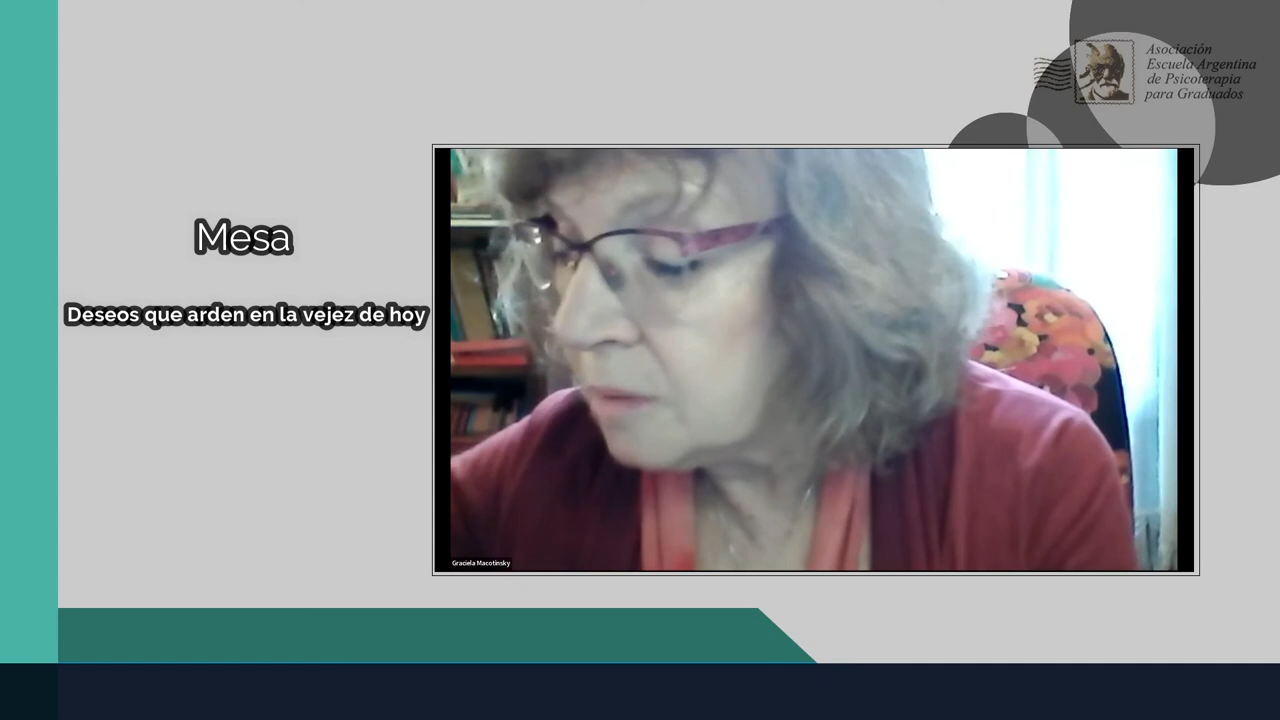 Asociación
Escuela Argentina
de Psicoterapia
para Graduados
Mesa
Deseos que arden en la vejez de hoy
Graciela Macotinsky